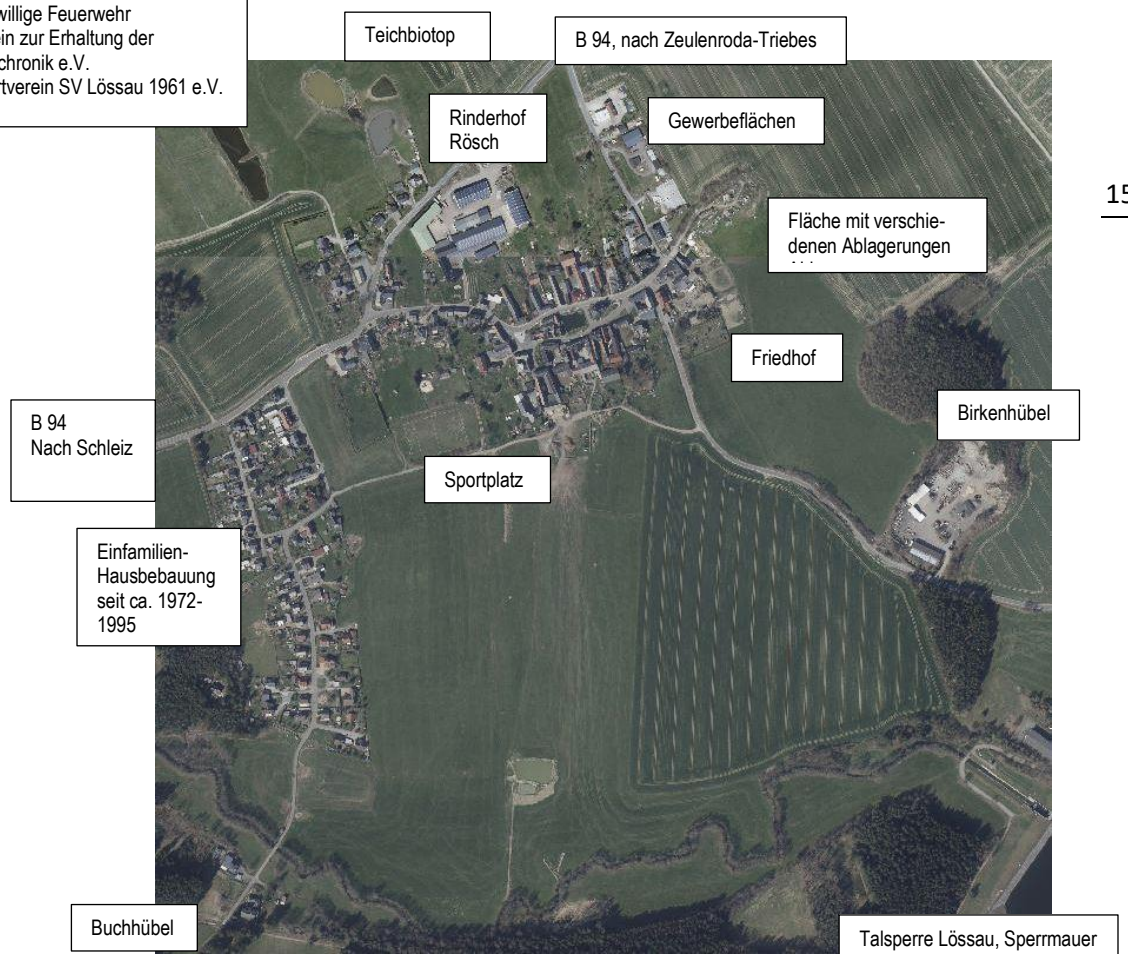 willige Feuerwehr
ein zur Erhaltung der
chronik e.V.
rtverein SV Lössau 1961 e.V.
Teichbiotop
B 94, nach Zeulenroda-Triebes
Rinderhof
Rösch
Gewerbeflächen
15
Fläche mit verschie-
denen Ablagerungen
Friedhof
Birkenhübel
B 94
Nach Schleiz
Sportplatz
Einfamilien-
Hausbebauung
seit ca. 1972-
1995
Buchhübel
Talsperre Lössau, Sperrmauer